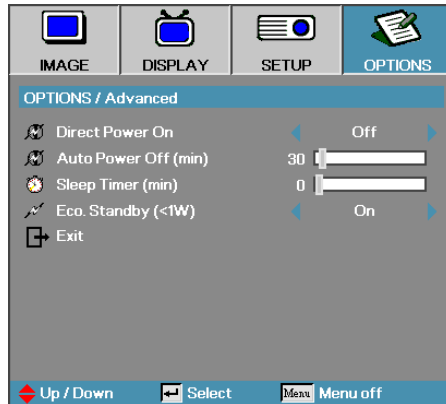 IMAGE DISPLAY SETUP OPTIONS
OPTIONS / Advanced
Direct Power On Off
Auto Power Off (min) 30
Sleep Timer (min) 0
Eco. Standby (<1W) On
Exit
Up / Down Select Menu Menu off